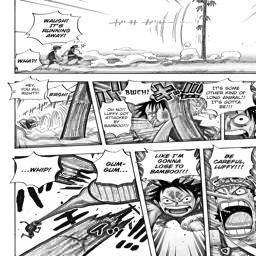 WAUGH!
IT'S
RUNNING
AWAY!
WHAT?!
HEY,
YOU ALL
RIGHT?!
BRGH!
BWCH!
OH NO!!
LUFFY GOT
ATTACKED
BY
BAMBOO!!
IT'S SOME
OTHER KIND OF
LONG ANIMAL!!
IT'S GOTTA
BE!!!
GUM-
GUM...
...WHIP!
LIKE I'M
GONNA
LOSE TO
BAMBOO!!!
BE
CAREFUL,
LUFFY!!!